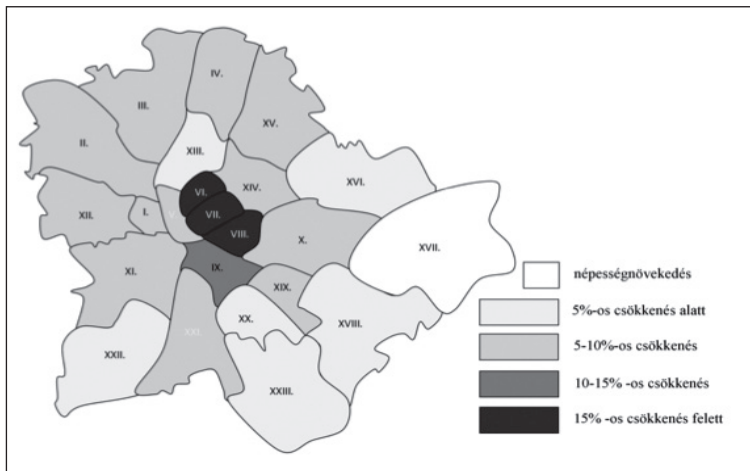 IV.
III.
XV.
II.
XIII.
XVI.
VI.
XIV.
XII.
I.
V.
VII.
VIII.
X.
XVII.
XI.
IX.
XIX.
XX.
XVIII.
XXI.
XXII.
XXIII.
népességnövekedés
5%-os csökkenés alatt
5-10%-os csökkenés
10-15% -os csökkenés
15% -os csökkenés felett